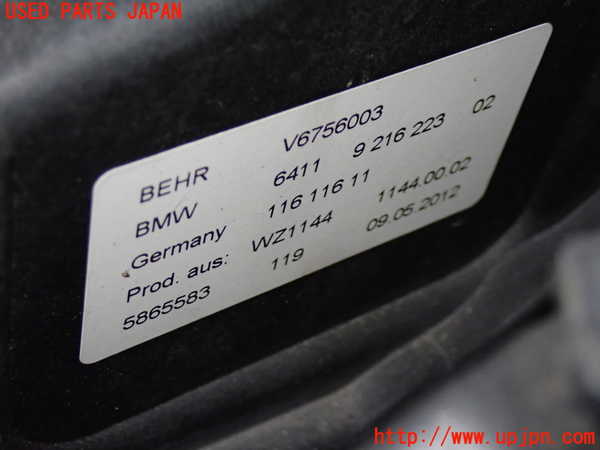 USED PARTS JAPAN
BEHR V6756003
BMW 6411 9 216 223 02
Germany 116 116 11
Prod. aus: WZ1144 1144.00.02
5865583 119 09.05.2012
http://www.upjpn.com/